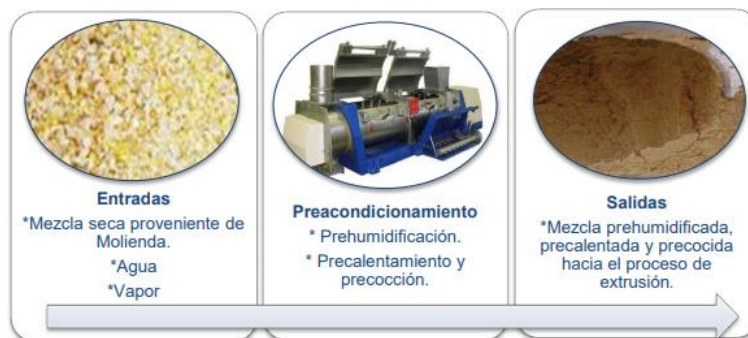 Entradas
*Mezcla seca proveniente de
Molienda.
*Agua
*Vapor
Preacondicionamiento
* Prehumidificación.
* Precalentamiento y
precocción.
Salidas
*Mezcla prehumidificada,
precalentada y precocida
hacia el proceso de
extrusión.